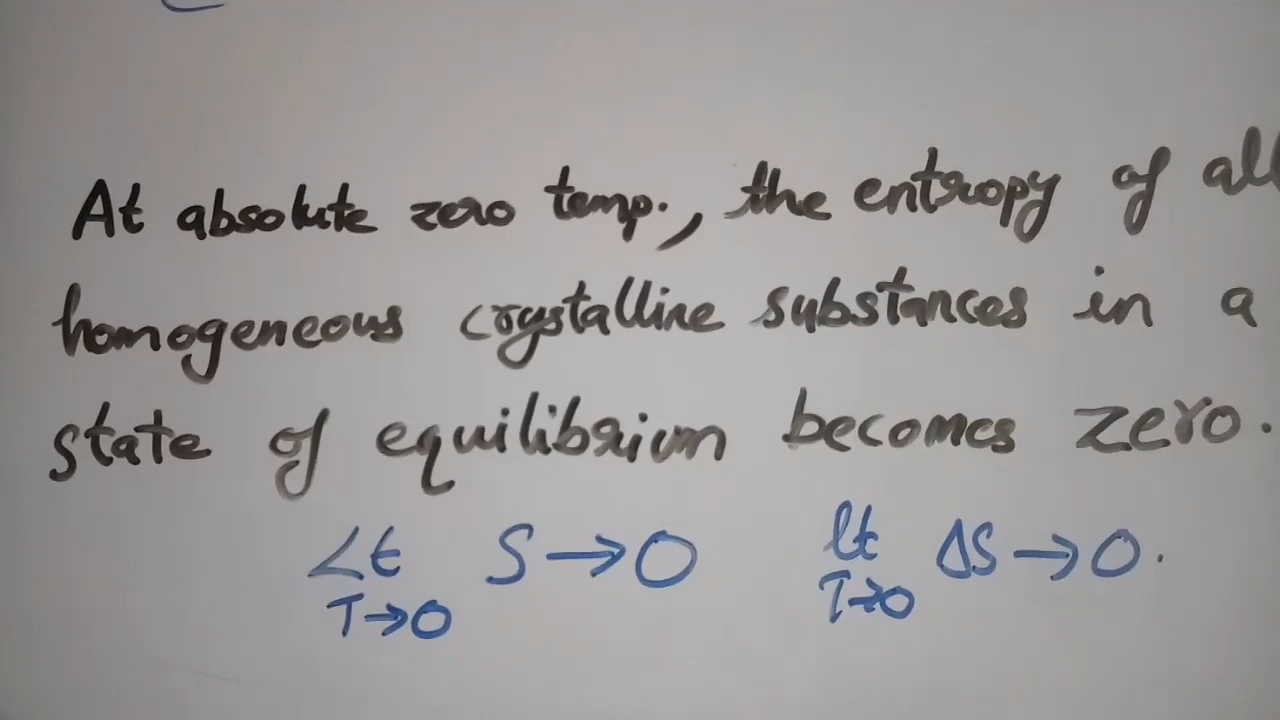 At absolute zero temp., the entropy of all
homogeneous crystalline substances in a
state of equilibrium becomes zero.
Lt S→0 lt ΔS→0.
T→0 T→0